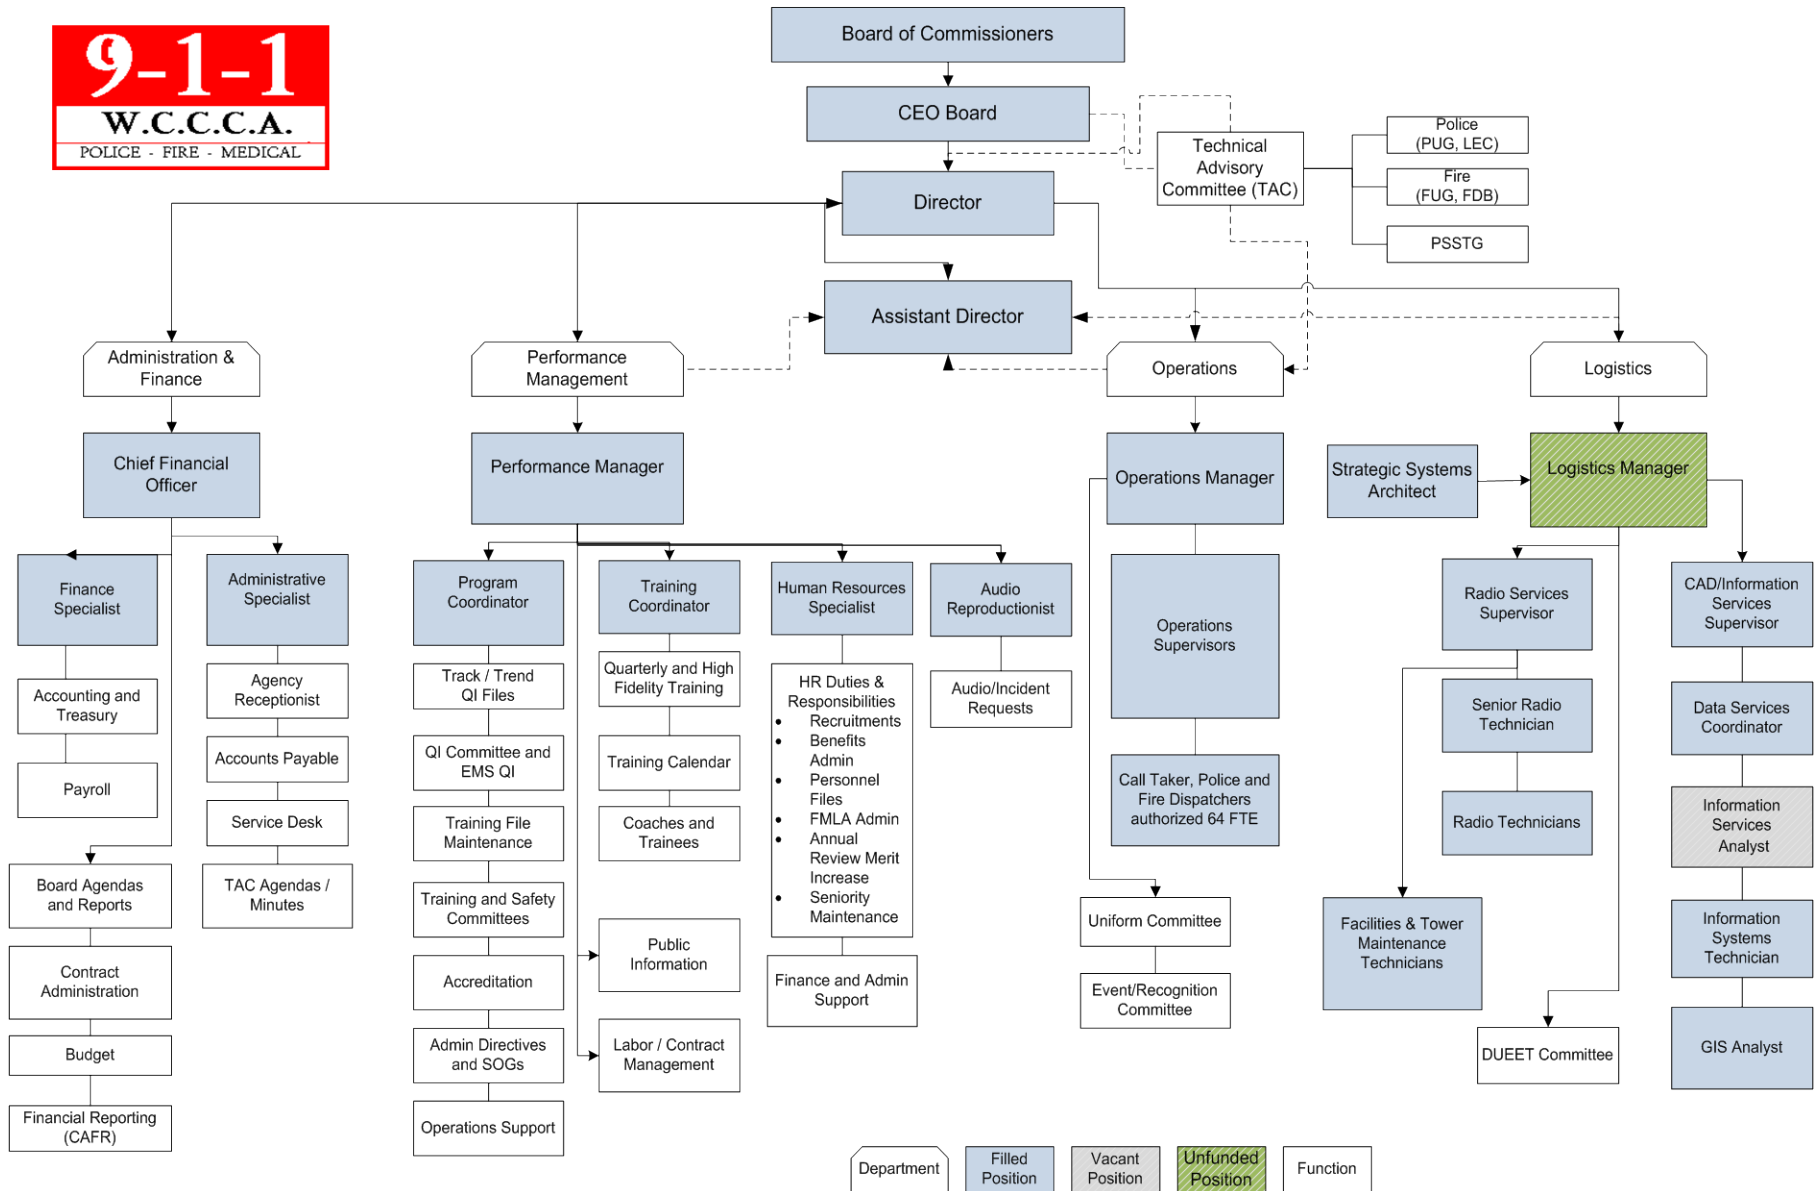 9-1-1
W.C.C.C.A.
POLICE - FIRE - MEDICAL
Board of Commissioners
CEO Board
Technical
Advisory
Committee (TAC)
Police
(PUG, LEC)
Fire
(FUG, FDB)
PSSTG
Director
Assistant Director
Administration &
Finance
Performance
Management
Operations
Logistics
Chief Financial
Officer
Performance Manager
Operations Manager
Strategic Systems
Architect
Logistics Manager
Finance
Specialist
Accounting and
Treasury
Payroll
Board Agendas
and Reports
Contract
Administration
Budget
Financial Reporting
(CAFR)
Administrative
Specialist
Agency
Receptionist
Accounts Payable
Service Desk
TAC Agendas /
Minutes
Program
Coordinator
Track / Trend
QI Files
QI Committee and
EMS QI
Training File
Maintenance
Training and Safety
Committees
Accreditation
Admin Directives
and SOGs
Operations Support
Training
Coordinator
Quarterly and High
Fidelity Training
Training Calendar
Coaches and
Trainees
Public
Information
Labor / Contract
Management
Human Resources
Specialist
HR Duties &
Responsibilities
• Recruitments
• Benefits
Admin
• Personnel
Files
• FMLA Admin
• Annual
Review Merit
Increase
• Seniority
Maintenance
Finance and Admin
Support
Audio
Reproductionist
Audio/Incident
Requests
Operations
Supervisors
Call Taker, Police and
Fire Dispatchers
authorized 64 FTE
Uniform Committee
Event/Recognition
Committee
Radio Services
Supervisor
Senior Radio
Technician
Radio Technicians
Facilities & Tower
Maintenance
Technicians
DUEET Committee
CAD/Information
Services
Supervisor
Data Services
Coordinator
Information
Services
Analyst
Information
Systems
Technician
GIS Analyst
Department
Filled
Position
Vacant
Position
Unfunded
Position
Function